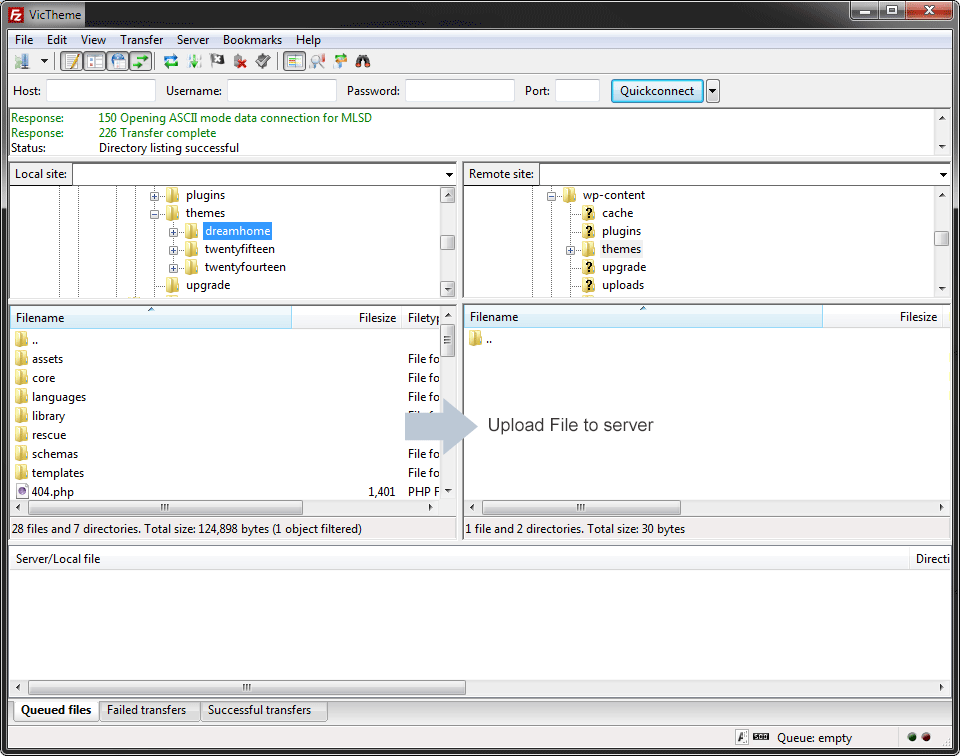 VicTheme
File Edit View Transfer Server Bookmarks Help
Host: Username: Password: Port: Quickconnect
Response: 150 Opening ASCII mode data connection for MLSD
Response: 226 Transfer complete
Status: Directory listing successful
Local site:
plugins
themes
dreamhome
twentyfifteen
twentyfourteen
upgrade
Remote site:
wp-content
cache
plugins
themes
upgrade
uploads
Filename Filesize Filetyp
..
assets File fo
core File fo
languages File fo
library
rescue
schemas File fo
templates File fo
404.php 1,401 PHP F
28 files and 7 directories. Total size: 124,898 bytes (1 object filtered)
Filename Filesize
..
Upload File to server
1 file and 2 directories. Total size: 30 bytes
Server/Local file Directi
Queued files Failed transfers Successful transfers
Queue: empty